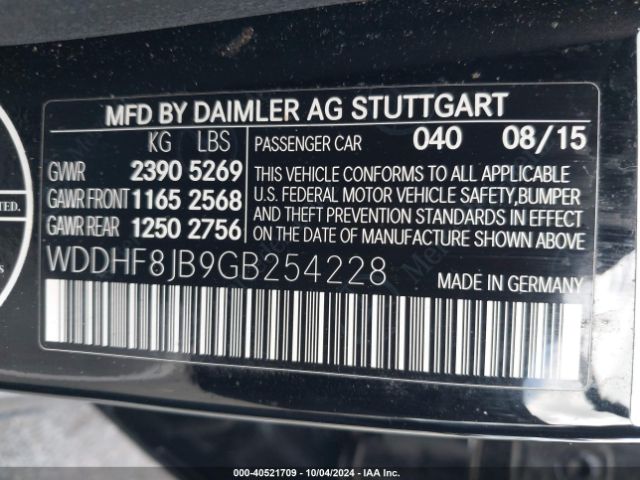 MFD BY DAIMLER AG STUTTGART
KG LBS
GVWR 2390 5269
GAWR FRONT 1165 2568
GAWR REAR 1250 2756
PASSENGER CAR 040 08/15
THIS VEHICLE CONFORMS TO ALL APPLICABLE
U.S. FEDERAL MOTOR VEHICLE SAFETY,BUMPER
AND THEFT PREVENTION STANDARDS IN EFFECT
ON THE DATE OF MANUFACTURE SHOWN ABOVE
WDDHF8JB9GB254228 MADE IN GERMANY
000-40521709 - 10/04/2024 - IAA Inc.